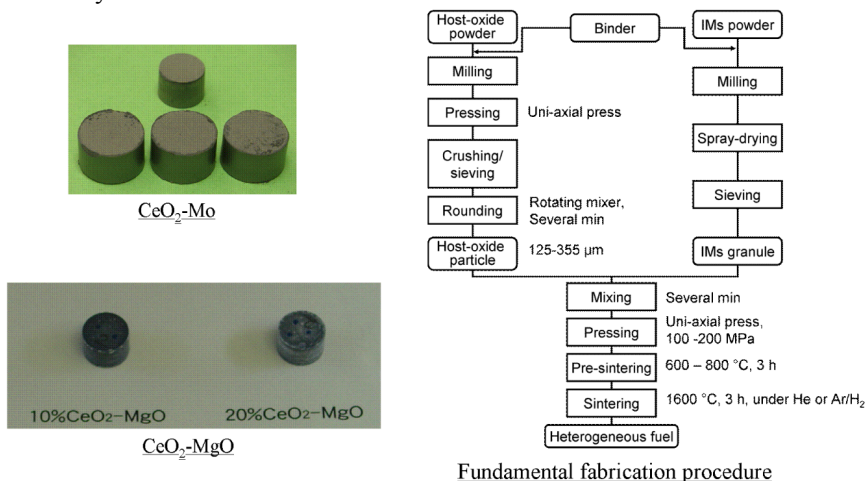 CeO2-Mo
10%CeO2-MgO
20%CeO2-MgO
CeO2-MgO
Host-oxide
powder
Binder
IMs powder
Milling
Milling
Pressing
Uni-axial press
Spray-drying
Crushing/
sieving
Sieving
Rounding
Rotating mixer,
Several min
Host-oxide
particle
125-355 µm
IMs granule
Mixing
Several min
Pressing
Uni-axial press,
100 -200 MPa
Pre-sintering
600 – 800 °C, 3 h
Sintering
1600 °C, 3 h, under He or Ar/H2
Heterogeneous fuel
Fundamental fabrication procedure